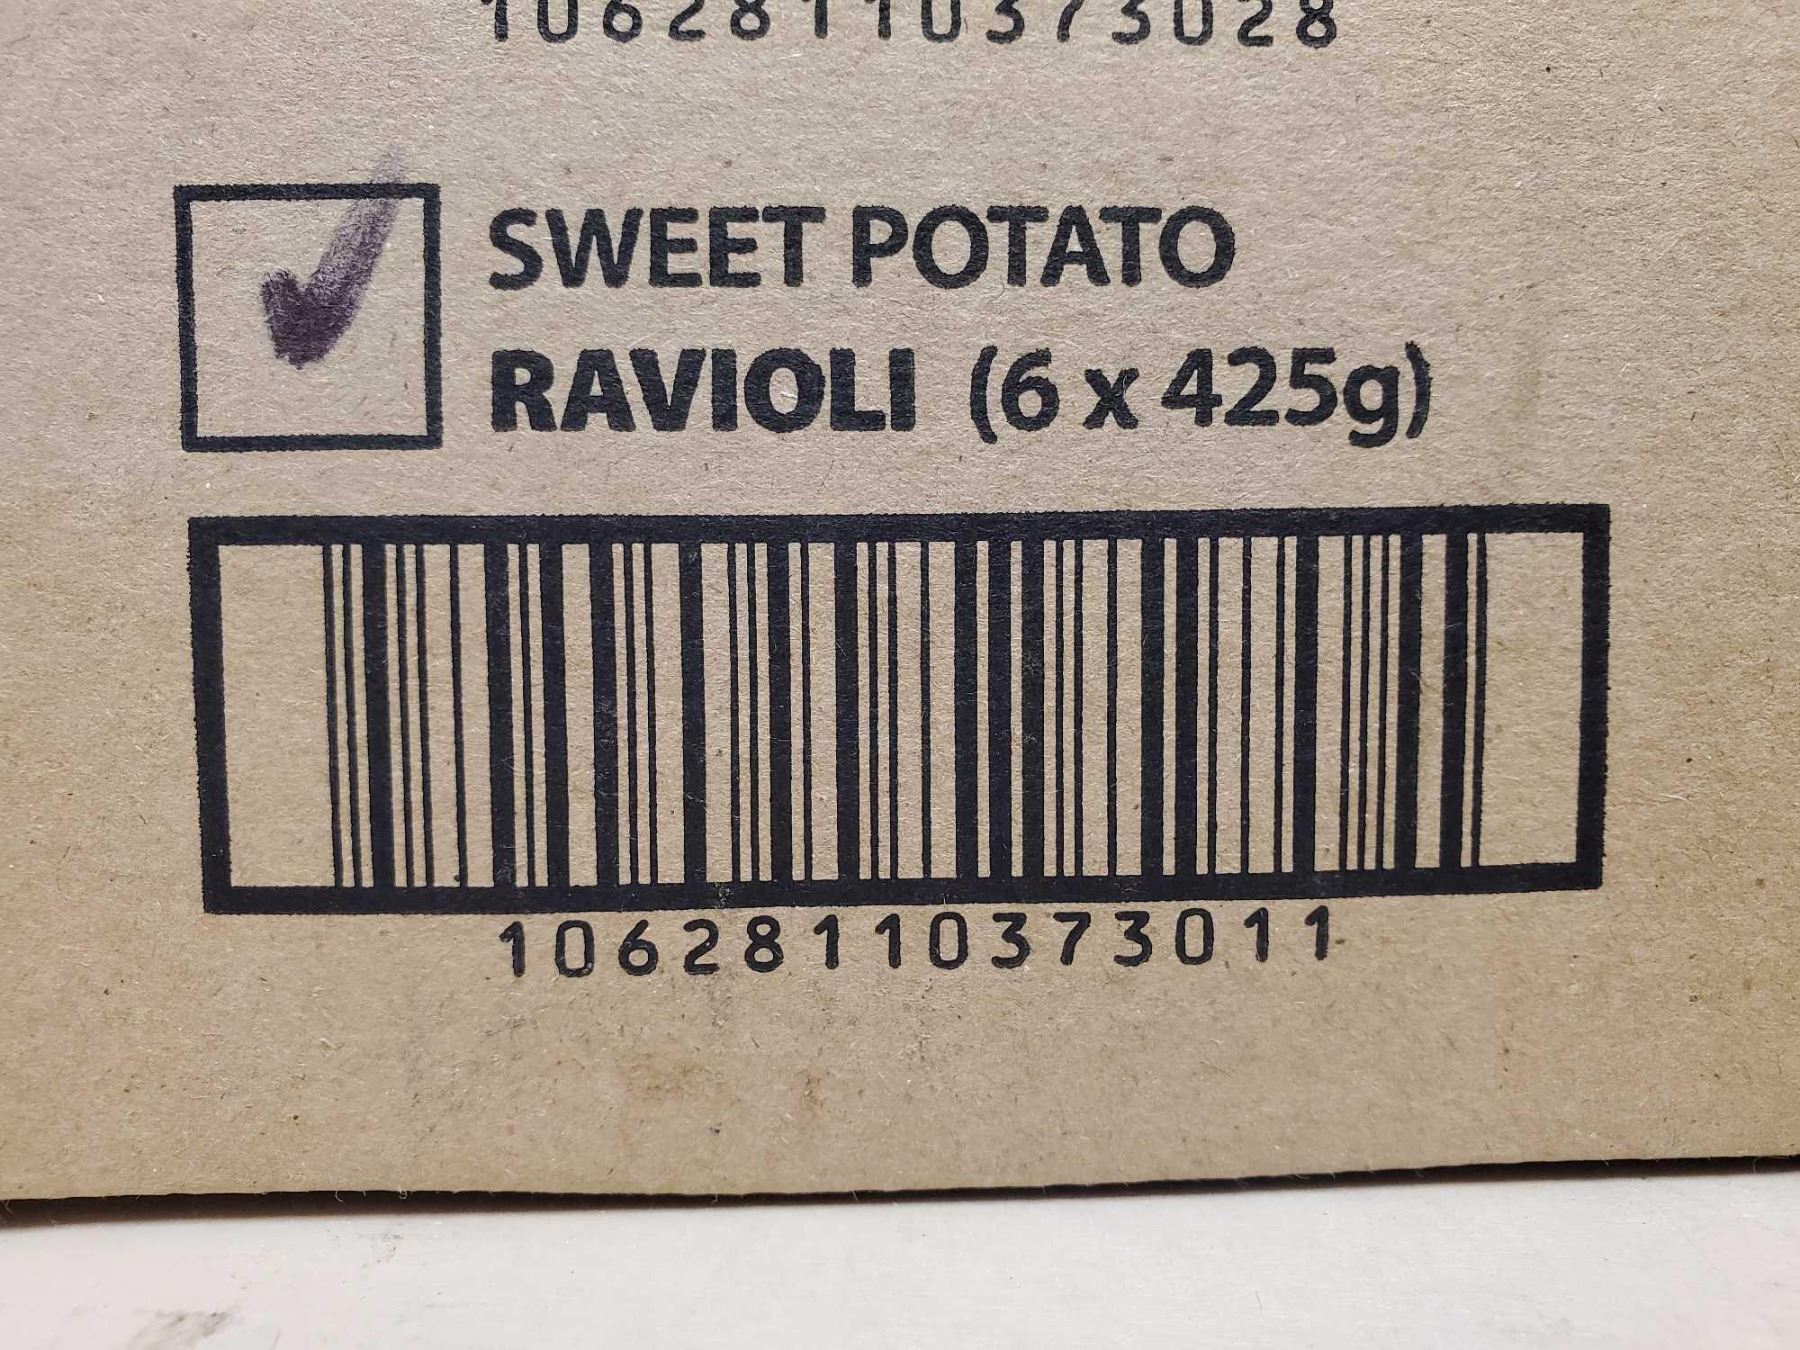 10628110373028
SWEET POTATO
RAVIOLI (6 x 425g)
10628110373011